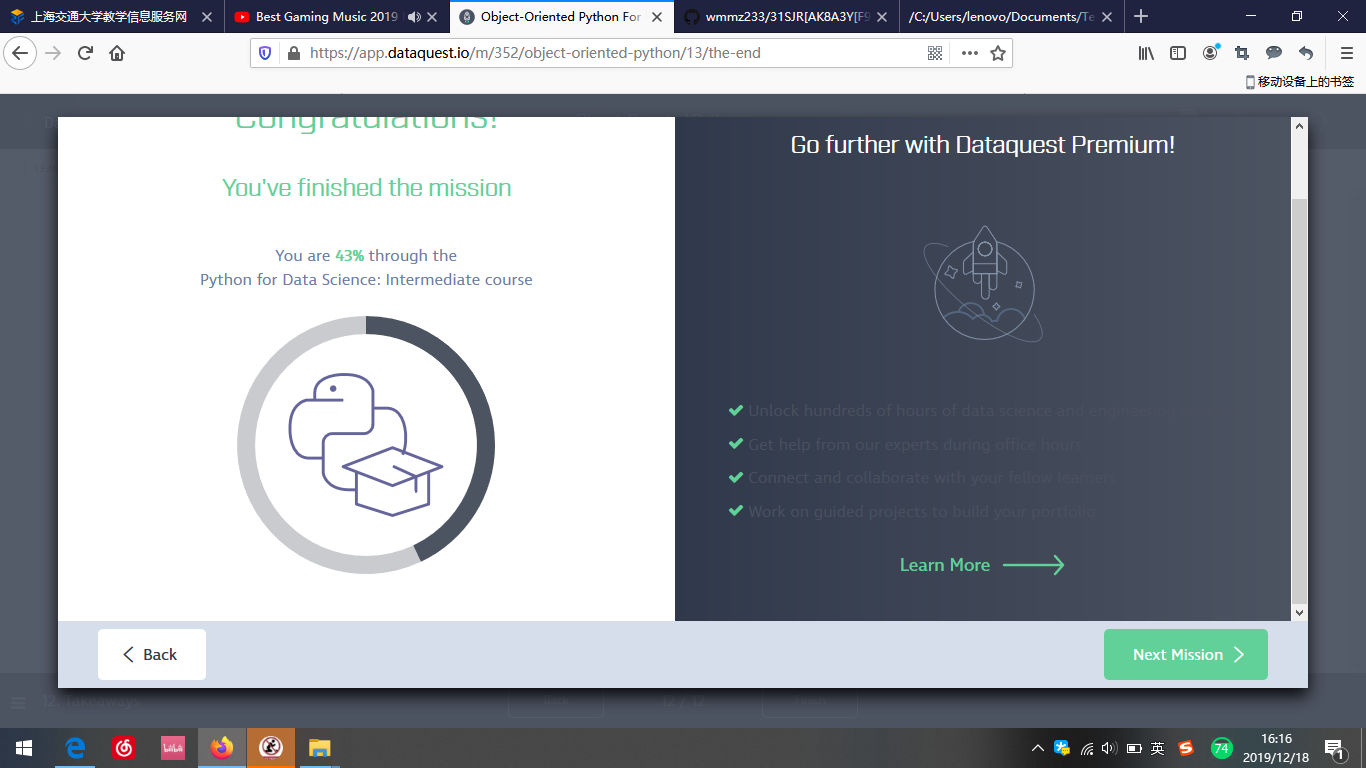 上海交通大学教学信息服务网
Best Gaming Music 2019
Object-Oriented Python For
wmmz233/31SJR[AK8A3Y[F9
/C:/Users/lenovo/Documents/Te
https://app.dataquest.io/m/352/object-oriented-python/13/the-end
移动设备上的书签
Congratulations!
You've finished the mission
You are 43% through the
Python for Data Science: Intermediate course
Go further with Dataquest Premium!
Unlock hundreds of hours of data science and engineering
Get help from our experts during office hours
Connect and collaborate with your fellow learners
Work on guided projects to build your portfolio
Learn More
Back
Next Mission
12. Takeaways
12 / 12
bilibili
英
74
16:16
2019/12/18
1